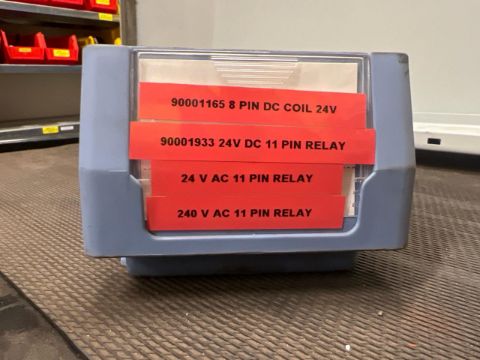 90001165 8 PIN DC COIL 24V
90001933 24V DC 11 PIN RELAY
24 V AC 11 PIN RELAY
240 V AC 11 PIN RELAY